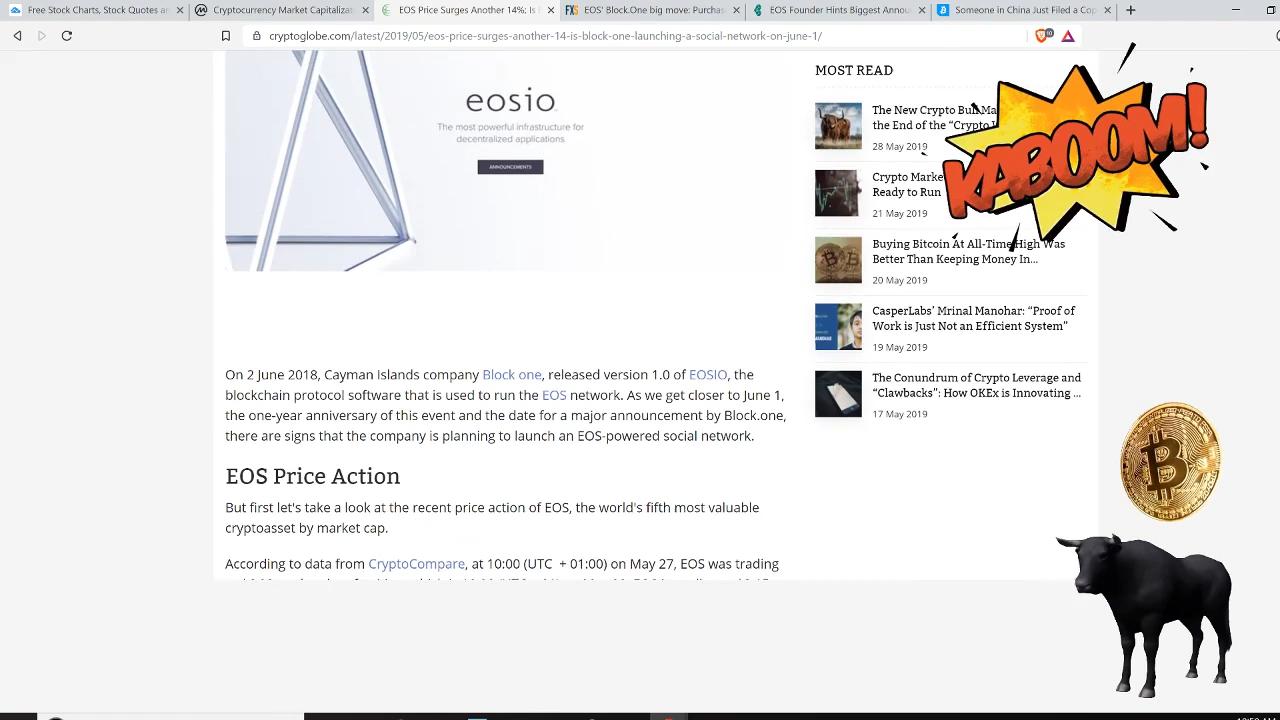 Free Stock Charts, Stock Quotes an
Cryptocurrency Market Capitalizat
EOS Price Surges Another 14%; Is
EOS' Block.One big move: Purchas
EOS Founder Hints Biggest Annou
Someone in China Just Filed a Cop
cryptoglobe.com/latest/2019/05/eos-price-surges-another-14-is-block-one-launching-a-social-network-on-june-1/
eosio
The most powerful infrastructure for
decentralized applications.
ANNOUNCEMENTS
On 2 June 2018, Cayman Islands company Block one, released version 1.0 of EOSIO, the
blckchain protocol software that is used to run the EOS network. As we get closer to June 1,
the one-year anniversary of this event and the date for a major announcement by Block.one,
there are signs that the company is planning to launch an EOS-powered social network.
EOS Price Action
But first let's take a look at the recent price action of EOS, the world's fifth most valuable
cryptoasset by market cap.
According to data from CryptoCompare, at 10:00 (UTC + 01:00) on May 27, EOS was trading
MOST READ
The New Crypto Bull Ma
the End of the “Crypto
28 May 2019
Crypto Marke
Ready to Run
21 May 2019
Buying Bitcoin At All-Time High Was
Better Than Keeping Money In...
20 May 2019
CasperLabs’ Mrinal Manohar: “Proof of
Work is Just Not an Efficient System”
19 May 2019
The Conundrum of Crypto Leverage and
“Clawbacks”: How OKEx is Innovating ...
17 May 2019
KABOOM!